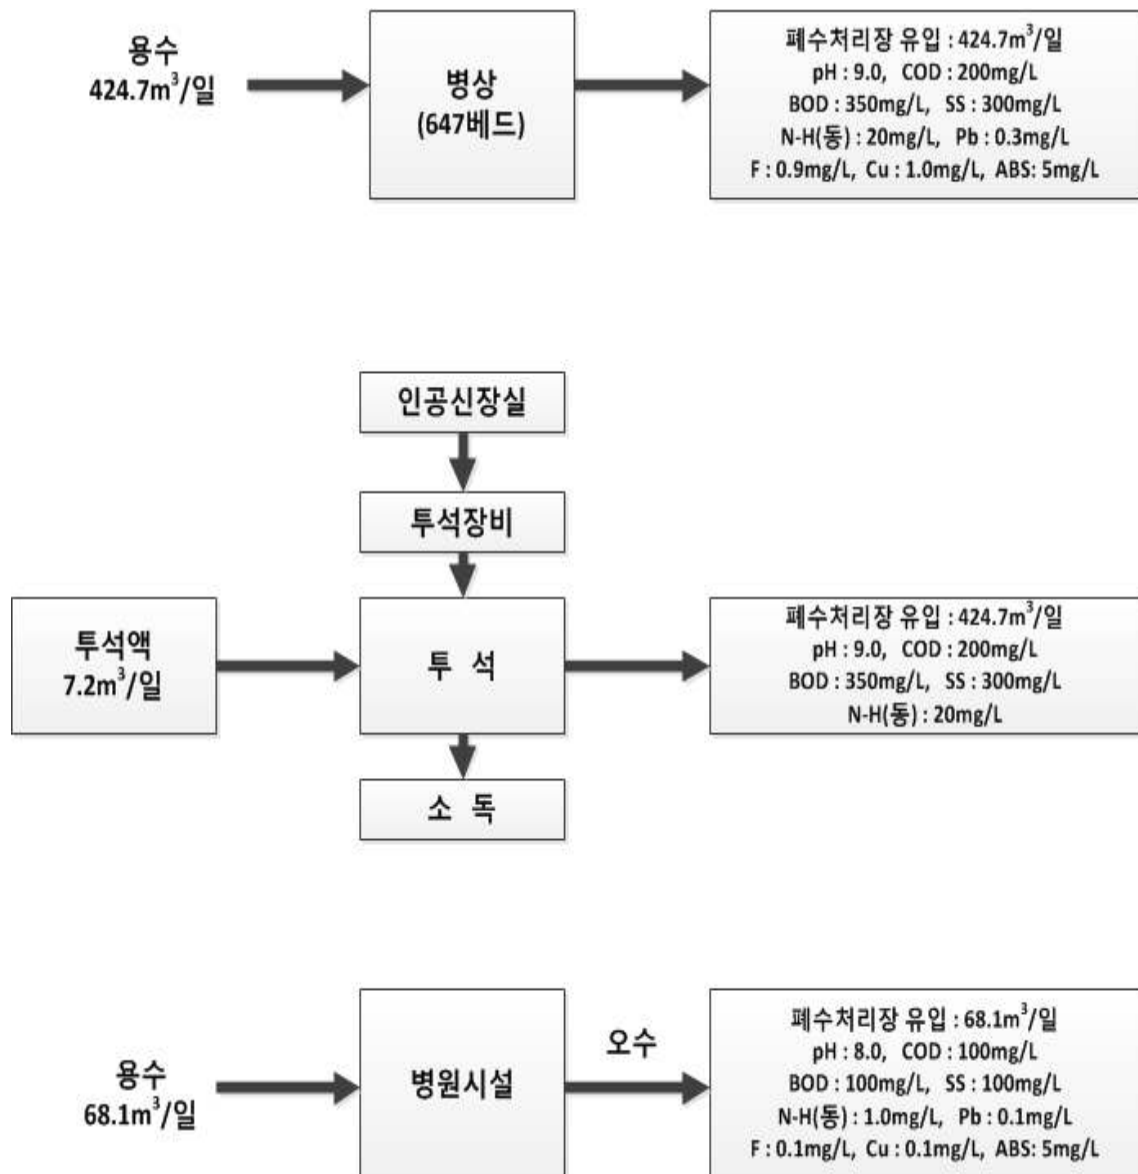 용수
424.7m³/일
병상
(647베드)
폐수처리장 유입 : 424.7m³/일
pH : 9.0, COD : 200mg/L
BOD : 350mg/L, SS : 300mg/L
N-H(동) : 20mg/L, Pb : 0.3mg/L
F : 0.9mg/L, Cu : 1.0mg/L, ABS: 5mg/L
인공신장실
투석장비
투석액
7.2m³/일
투 석
폐수처리장 유입 : 424.7m³/일
pH : 9.0, COD : 200mg/L
BOD : 350mg/L, SS : 300mg/L
N-H(동) : 20mg/L
소 독
용수
68.1m³/일
병원시설
오수
폐수처리장 유입 : 68.1m³/일
pH : 8.0, COD : 100mg/L
BOD : 100mg/L, SS : 100mg/L
N-H(동) : 1.0mg/L, Pb : 0.1mg/L
F : 0.1mg/L, Cu : 0.1mg/L, ABS: 5mg/L